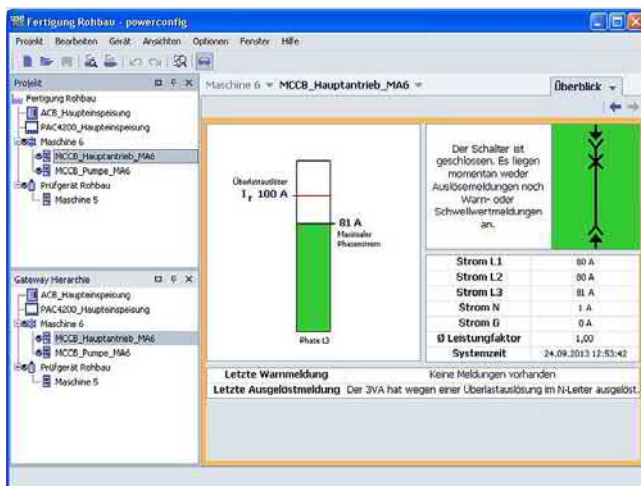 Fertigung Rohbau - powerconfig
Projekt Bearbeiten Gerät Ansichten Optionen Fenster Hilfe
Projekt
Fertigung Rohbau
ACB_Haupteinspeisung
PAC4200_Haupteinspeisung
Maschine 6
MCCB_Hauptantrieb_MA6
MCCB_Pumpe_MA6
Prüfgerät Rohbau
Maschine 5
Gateway Hierarchie
ACB_Haupteinspeisung
PAC4200_Haupteinspeisung
Maschine 6
MCCB_Hauptantrieb_MA6
MCCB_Pumpe_MA6
Prüfgerät Rohbau
Maschine 5
Maschine 6 MCCB_Hauptantrieb_MA6
Überblick
Überlastauslöser
Ir 100 A
81 A
Maximaler
Phasenstrom
Phase L3
Der Schalter ist
geschlossen. Es liegen
momentan weder
Auslösemeldungen noch
Warn- oder
Schwellwertmeldungen
an.
Strom L1 80 A
Strom L2 80 A
Strom L3 81 A
Strom N 1 A
Strom G 0 A
Ø Leistungfaktor 1,00
Systemzeit 24.09.2013 12:53:42
Letzte Warnmeldung Keine Meldungen vorhanden
Letzte Ausgelöstmeldung Der 3VA hat wegen einer Überlastauslösung im N-Leiter ausgelöst.